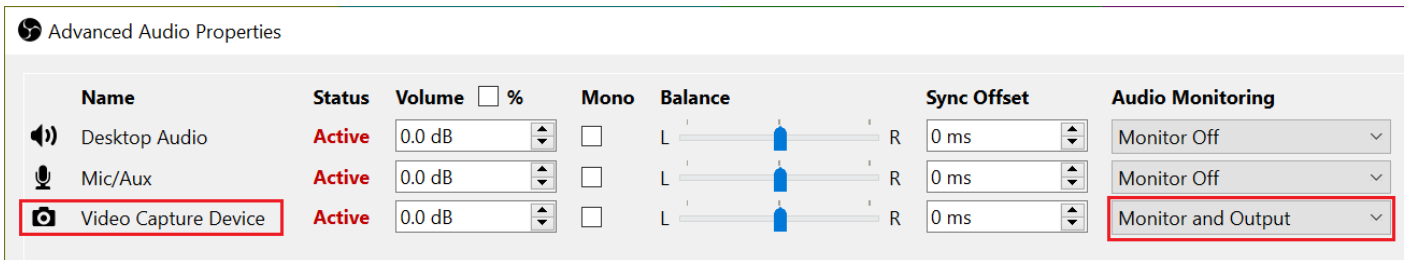 Advanced Audio Properties
Name Status Volume % Mono Balance Sync Offset Audio Monitoring
Desktop Audio Active 0.0 dB L R 0 ms Monitor Off
Mic/Aux Active 0.0 dB L R 0 ms Monitor Off
Video Capture Device Active 0.0 dB L R 0 ms Monitor and Output